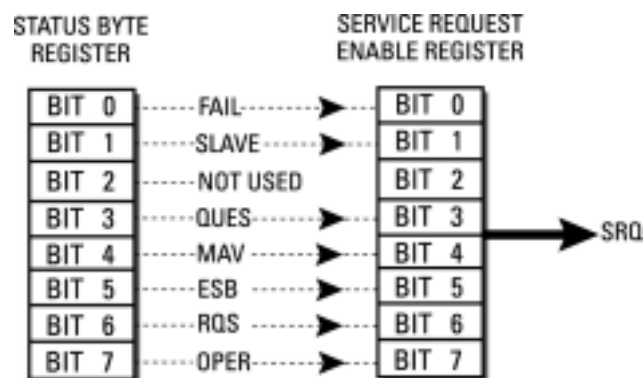 STATUS BYTE
REGISTER
SERVICE REQUEST
ENABLE REGISTER
BIT 0 FAIL BIT 0
BIT 1 SLAVE BIT 1
BIT 2 NOT USED BIT 2
BIT 3 QUES BIT 3
SRQ
BIT 4 MAV BIT 4
BIT 5 ESB BIT 5
BIT 6 RQS BIT 6
BIT 7 OPER BIT 7